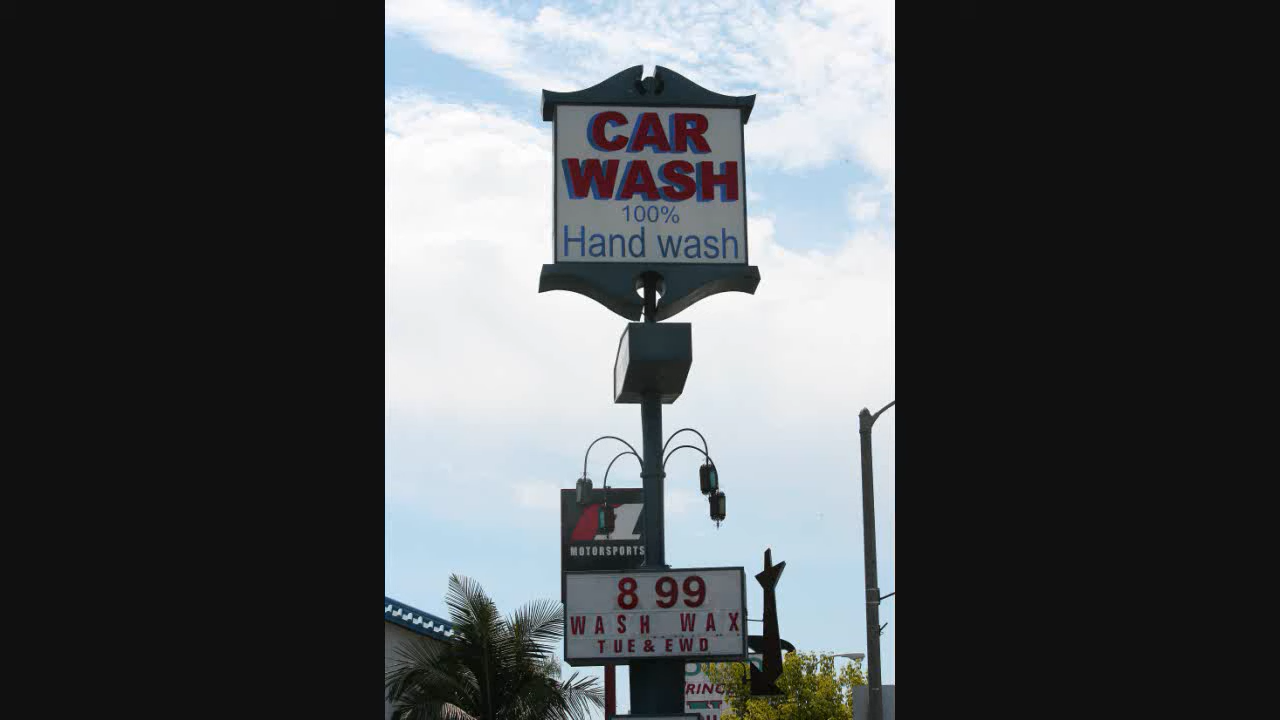 CAR
WASH
100%
Hand wash
MOTORSPORTS
8 99
WASH WAX
TUE & EWD